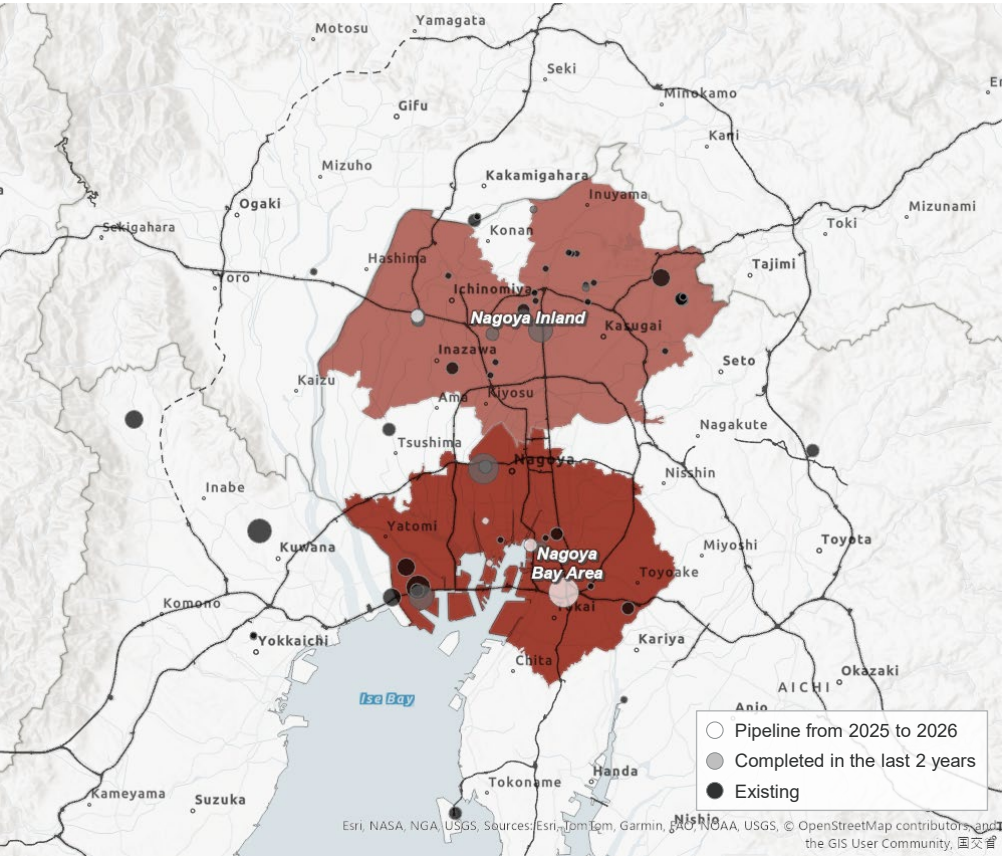 Motosu
Yamagata
Seki
Minokamo
Gifu
Kani
Mizuho
Kakamigahara
Inuyama
Ogaki
Mizunami
Sekigahara
Konan
Toki
Hashima
Tajimi
Toro
Ichinomiya
Nagoya Inland
Kasugai
Inazawa
Seto
Kaizu
Kiyosu
Ama
Nagakute
Tsushima
Nagoya
Nisshin
Inabe
Yatomi
Toyota
Kuwana
Nagoya
Bay Area
Miyoshi
Toyoake
Komono
Tokai
Yokkaichi
Kariya
Chita
Okazaki
AICHI
Ise Bay
Anjo
Pipeline from 2025 to 2026
Completed in the last 2 years
Existing
Handa
Tokoname
Kameyama
Suzuka
Nishio
Esri, NASA, NGA, USGS, Sources: Esri, TomTom, Garmin, FAO, NOAA, USGS, © OpenStreetMap contributors, and
the GIS User Community, 国交省